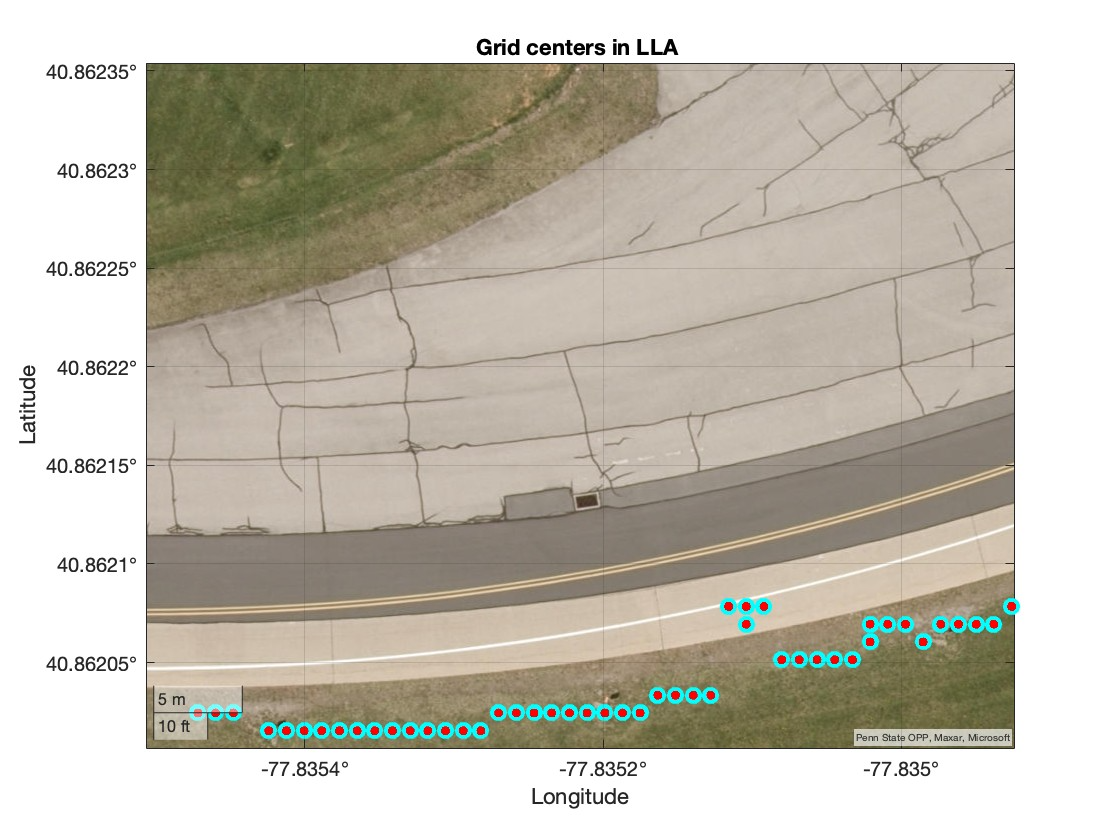 Grid centers in LLA
40.86235°
40.8623°
40.86225°
40.8622°
40.86215°
40.8621°
40.86205°
Latitude
5 m
10 ft
Penn State OPP, Maxar, Microsoft
-77.8354°
-77.8352°
-77.835°
Longitude